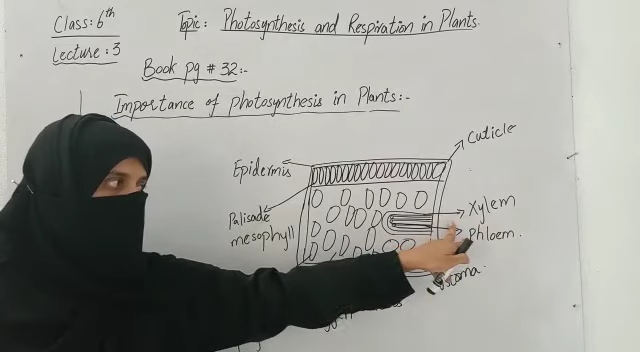 Class: 6th
Topic: Photosynthesis and Respiration in Plants.
Lecture: 3
Book pg # 32:-
Importance of photosynthesis in Plants:-
Cuticle
Epidermis
Palisade
mesophyll
Xylem
Phloem.